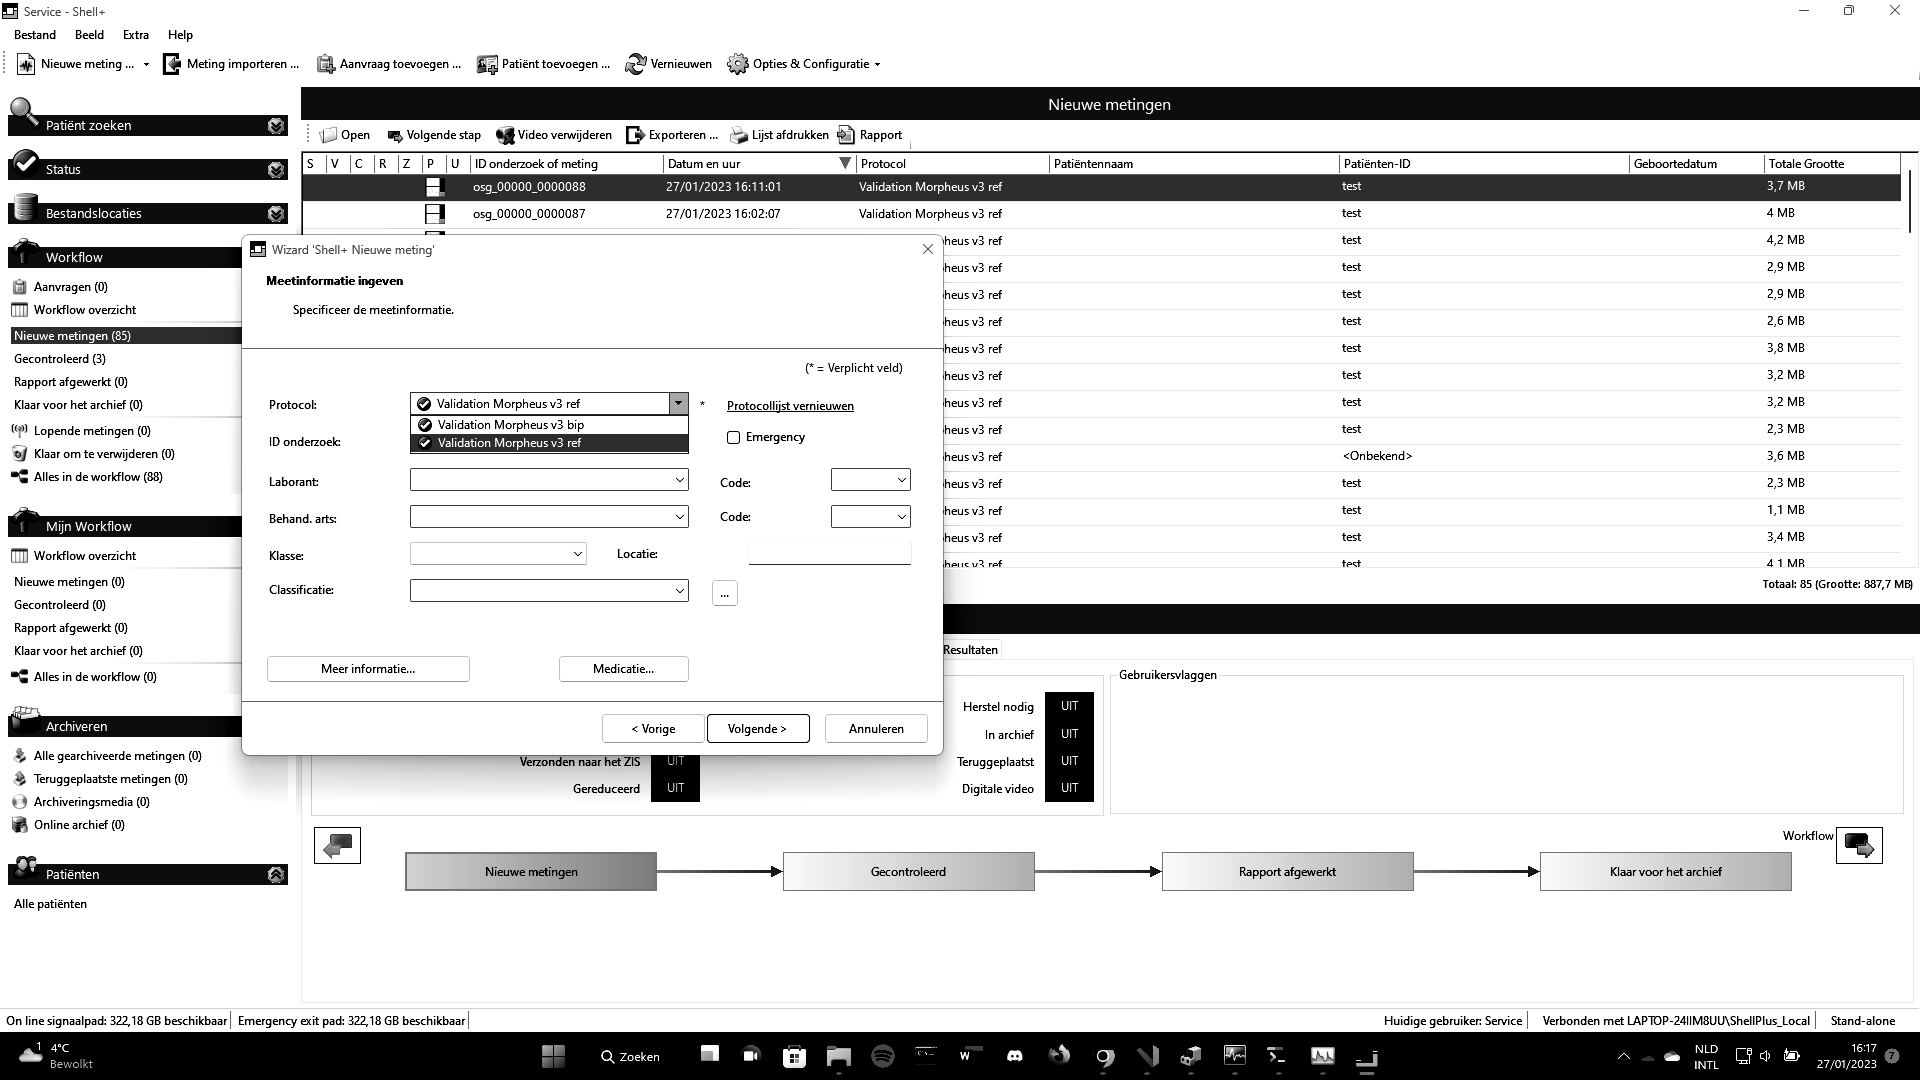 Service - Shell+
Bestand Beeld Extra Help
Nieuwe meting ... Meting importeren ... Aanvraag toevoegen ... Patiënt toevoegen ... Vernieuwen Opties & Configuratie
Nieuwe metingen
Patiënt zoeken
Status
Bestandslocaties
Workflow
Aanvragen (0)
Workflow overzicht
Nieuwe metingen (85)
Gecontroleerd (3)
Rapport afgewerkt (0)
Klaar voor het archief (0)
Lopende metingen (0)
Klaar om te verwijderen (0)
Alles in de workflow (88)
Mijn Workflow
Workflow overzicht
Nieuwe metingen (0)
Gecontroleerd (0)
Rapport afgewerkt (0)
Klaar voor het archief (0)
Alles in de workflow (0)
Archiveren
Alle gearchiveerde metingen (0)
Teruggeplaatste metingen (0)
Archiveringsmedia (0)
Online archief (0)
Patiënten
Alle patiënten
Open Volgende stap Video verwijderen Exporteren ... Lijst afdrukken Rapport
S V C R Z P U ID onderzoek of meting Datum en uur Protocol Patiëntennaam Patiënten-ID Geboortedatum Totale Grootte
osg_00000_0000088 27/01/2023 16:11:01 Validation Morpheus v3 ref test 3,7 MB
osg_00000_0000087 27/01/2023 16:02:07 Validation Morpheus v3 ref test 4 MB
heus v3 ref test 4,2 MB
heus v3 ref test 2,9 MB
heus v3 ref test 2,9 MB
heus v3 ref test 2,6 MB
heus v3 ref test 3,8 MB
heus v3 ref test 3,2 MB
heus v3 ref test 3,2 MB
heus v3 ref test 2,3 MB
heus v3 ref <Onbekend> 3,6 MB
heus v3 ref test 2,3 MB
heus v3 ref test 1,1 MB
heus v3 ref test 3,4 MB
heus v3 ref test 4,1 MB
Totaal: 85 (Grootte: 887,7 MB)
Wizard 'Shell+ Nieuwe meting'
Meetinformatie ingeven
Specificeer de meetinformatie.
(* = Verplicht veld)
Protocol: Validation Morpheus v3 ref * Protocollijst vernieuwen
Validation Morpheus v3 bip
Validation Morpheus v3 ref
ID onderzoek: Emergency
Laborant: Code:
Behand. arts: Code:
Klasse: Locatie:
Classificatie: ...
Meer informatie... Medicatie...
< Vorige Volgende > Annuleren
Resultaten
Gebruikersvlaggen
Herstel nodig UIT
In archief UIT
Verzonden naar het ZIS UIT Teruggeplaatst UIT
Gereduceerd UIT Digitale video UIT
Workflow
Nieuwe metingen Gecontroleerd Rapport afgewerkt Klaar voor het archief
On line signaalpad: 322,18 GB beschikbaar Emergency exit pad: 322,18 GB beschikbaar Huidige gebruiker: Service Verbonden met LAPTOP-24IIM8UU\ShellPlus_Local Stand-alone
1 4°C
Bewolkt
Zoeken
NLD
INTL
16:17
27/01/2023
7